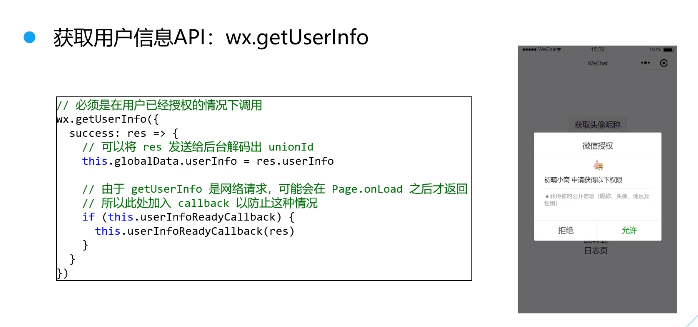 获取用户信息API：wx.getUserInfo
// 必须是在用户已经授权的情况下调用
wx.getUserInfo({
success: res => {
// 可以将 res 发送给后台解码出 unionId
this.globalData.userInfo = res.userInfo
// 由于 getUserInfo 是网络请求，可能会在 Page.onLoad 之后才返回
// 所以此处加入 callback 以防止这种情况
if (this.userInfoReadyCallback) {
this.userInfoReadyCallback(res)
}
}
})
WeChat
15:39
100%
WeChat
获取头像昵称
微信授权
申请获得以下权限
获得你的公开信息（昵称、头像、地区及
性别）
拒绝
允许
日志页